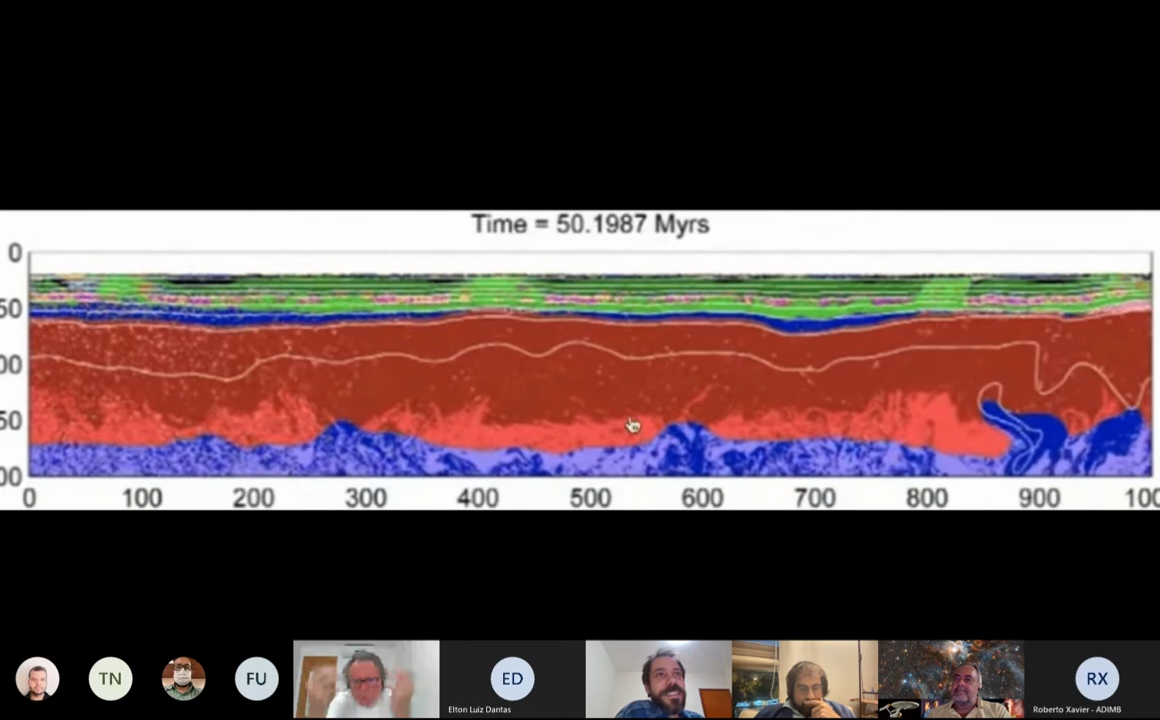 Time = 50.1987 Myrs
0
50
00
50
00
0 100 200 300 400 500 600 700 800 900 100
TN
FU
ED
Elton Luiz Dantas
RX
Roberto Xavier - ADIMB